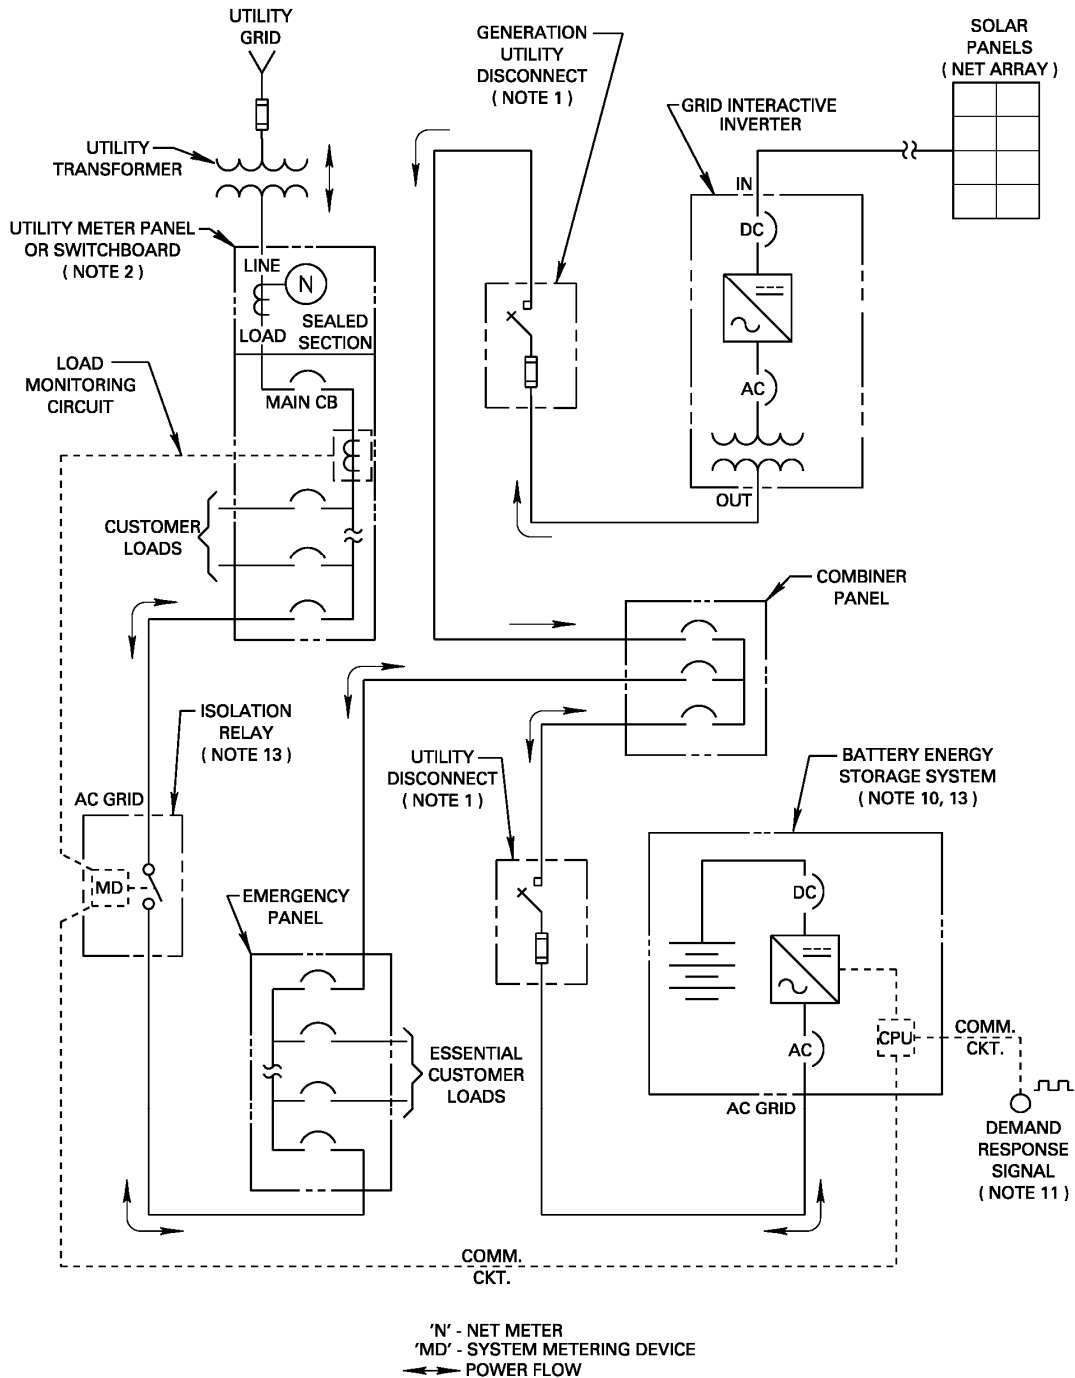 UTILITY
GRID
GENERATION
UTILITY
DISCONNECT
( NOTE 1 )
SOLAR
PANELS
( NET ARRAY )
GRID INTERACTIVE
INVERTER
UTILITY
TRANSFORMER
IN
DC
AC
OUT
UTILITY METER PANEL
OR SWITCHBOARD
( NOTE 2 )
LINE
N
LOAD
SEALED
SECTION
LOAD
MONITORING
CIRCUIT
MAIN CB
CUSTOMER
LOADS
COMBINER
PANEL
ISOLATION
RELAY
( NOTE 13 )
AC GRID
MD
UTILITY
DISCONNECT
( NOTE 1 )
BATTERY ENERGY
STORAGE SYSTEM
( NOTE 10, 13 )
DC
AC
CPU
AC GRID
COMM.
CKT.
EMERGENCY
PANEL
ESSENTIAL
CUSTOMER
LOADS
DEMAND
RESPONSE
SIGNAL
( NOTE 11 )
COMM.
CKT.
'N' - NET METER
'MD' - SYSTEM METERING DEVICE
POWER FLOW